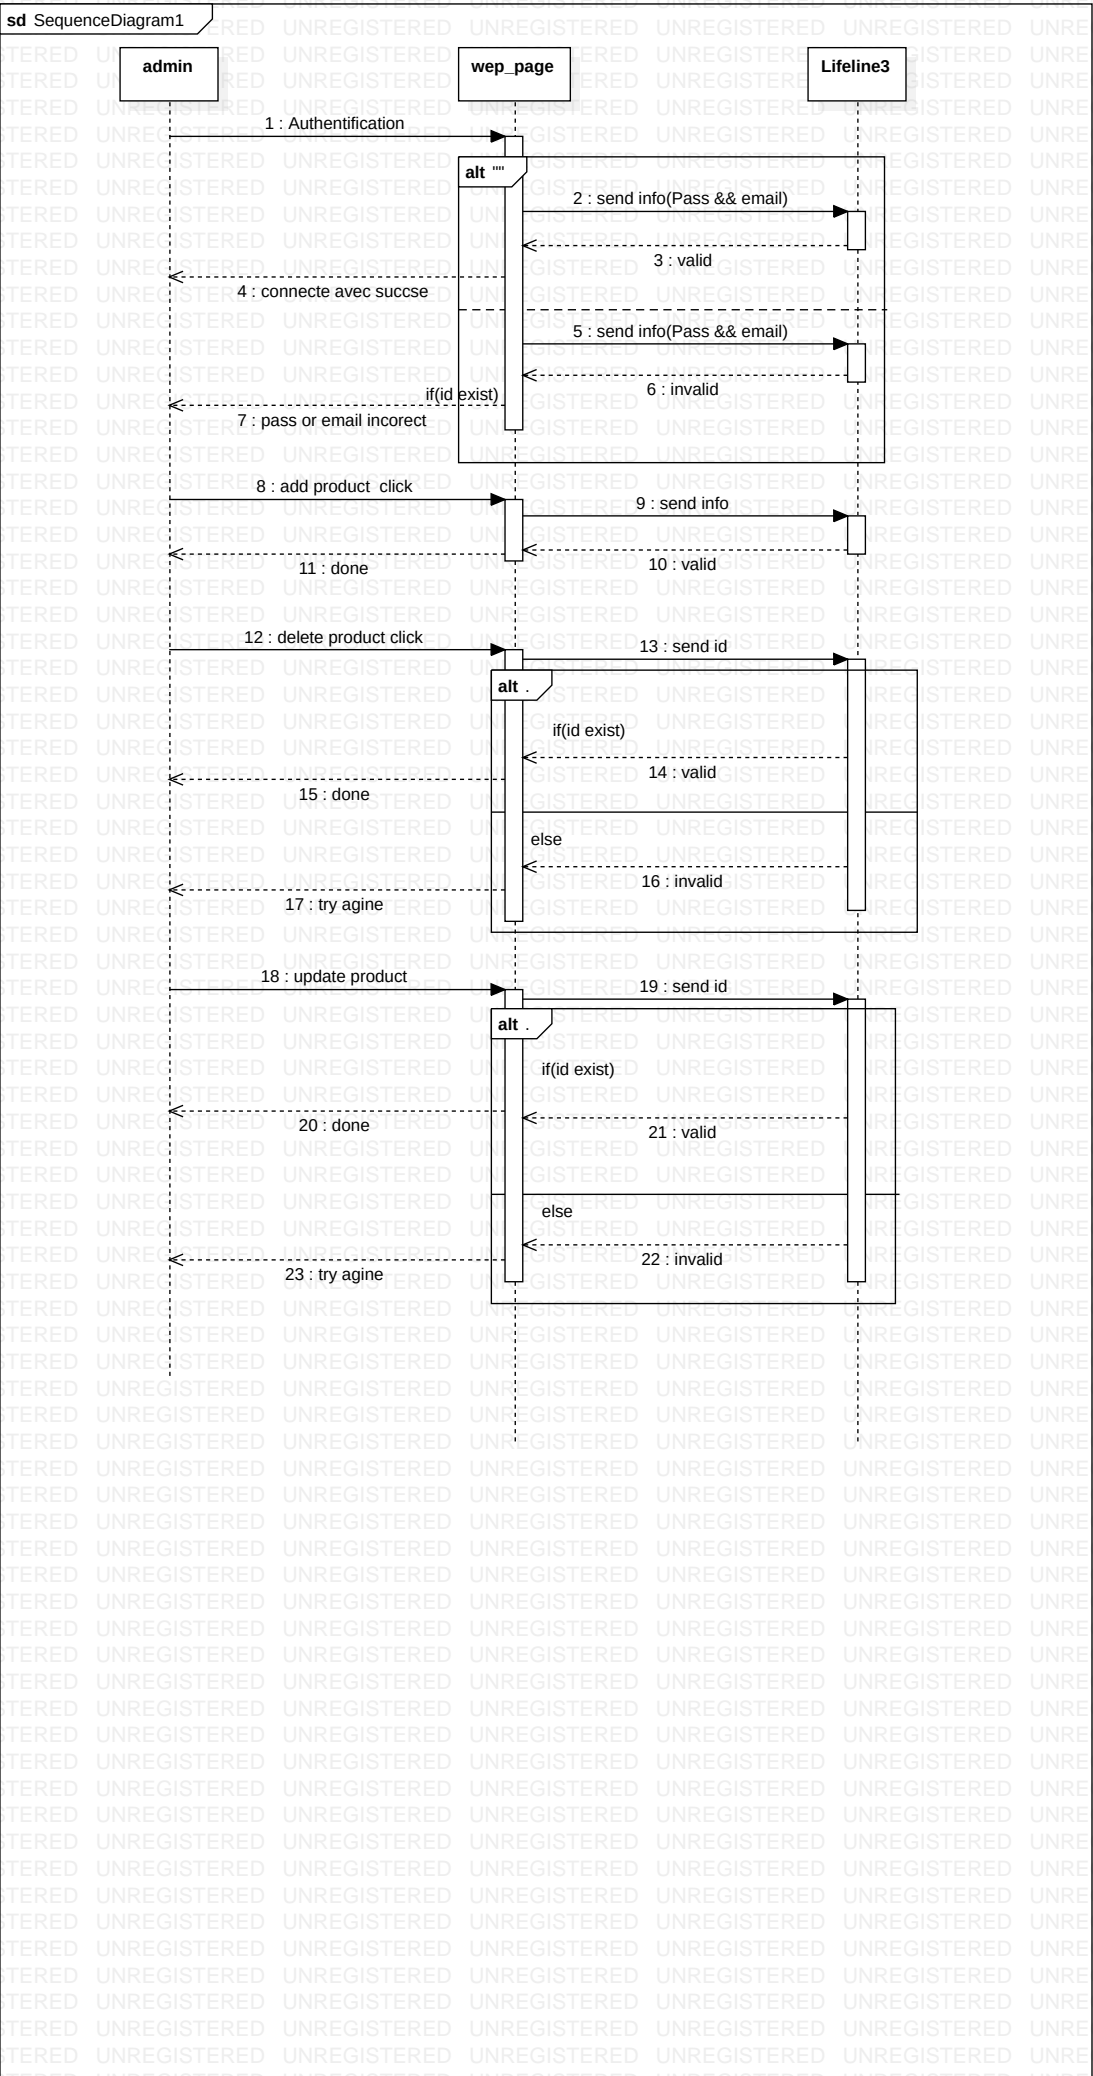 sd SequenceDiagram1
admin
wep_page
Lifeline3
1 : Authentification
alt ""
2 : send info(Pass && email)
3 : valid
4 : connecte avec succse
5 : send info(Pass && email)
6 : invalid
if(id exist)
7 : pass or email incorect
8 : add product  click
9 : send info
10 : valid
11 : done
12 : delete product click
13 : send id
alt .
if(id exist)
14 : valid
15 : done
else
16 : invalid
17 : try agine
18 : update product
19 : send id
alt .
if(id exist)
20 : done
21 : valid
else
22 : invalid
23 : try agine
UNREGISTERED